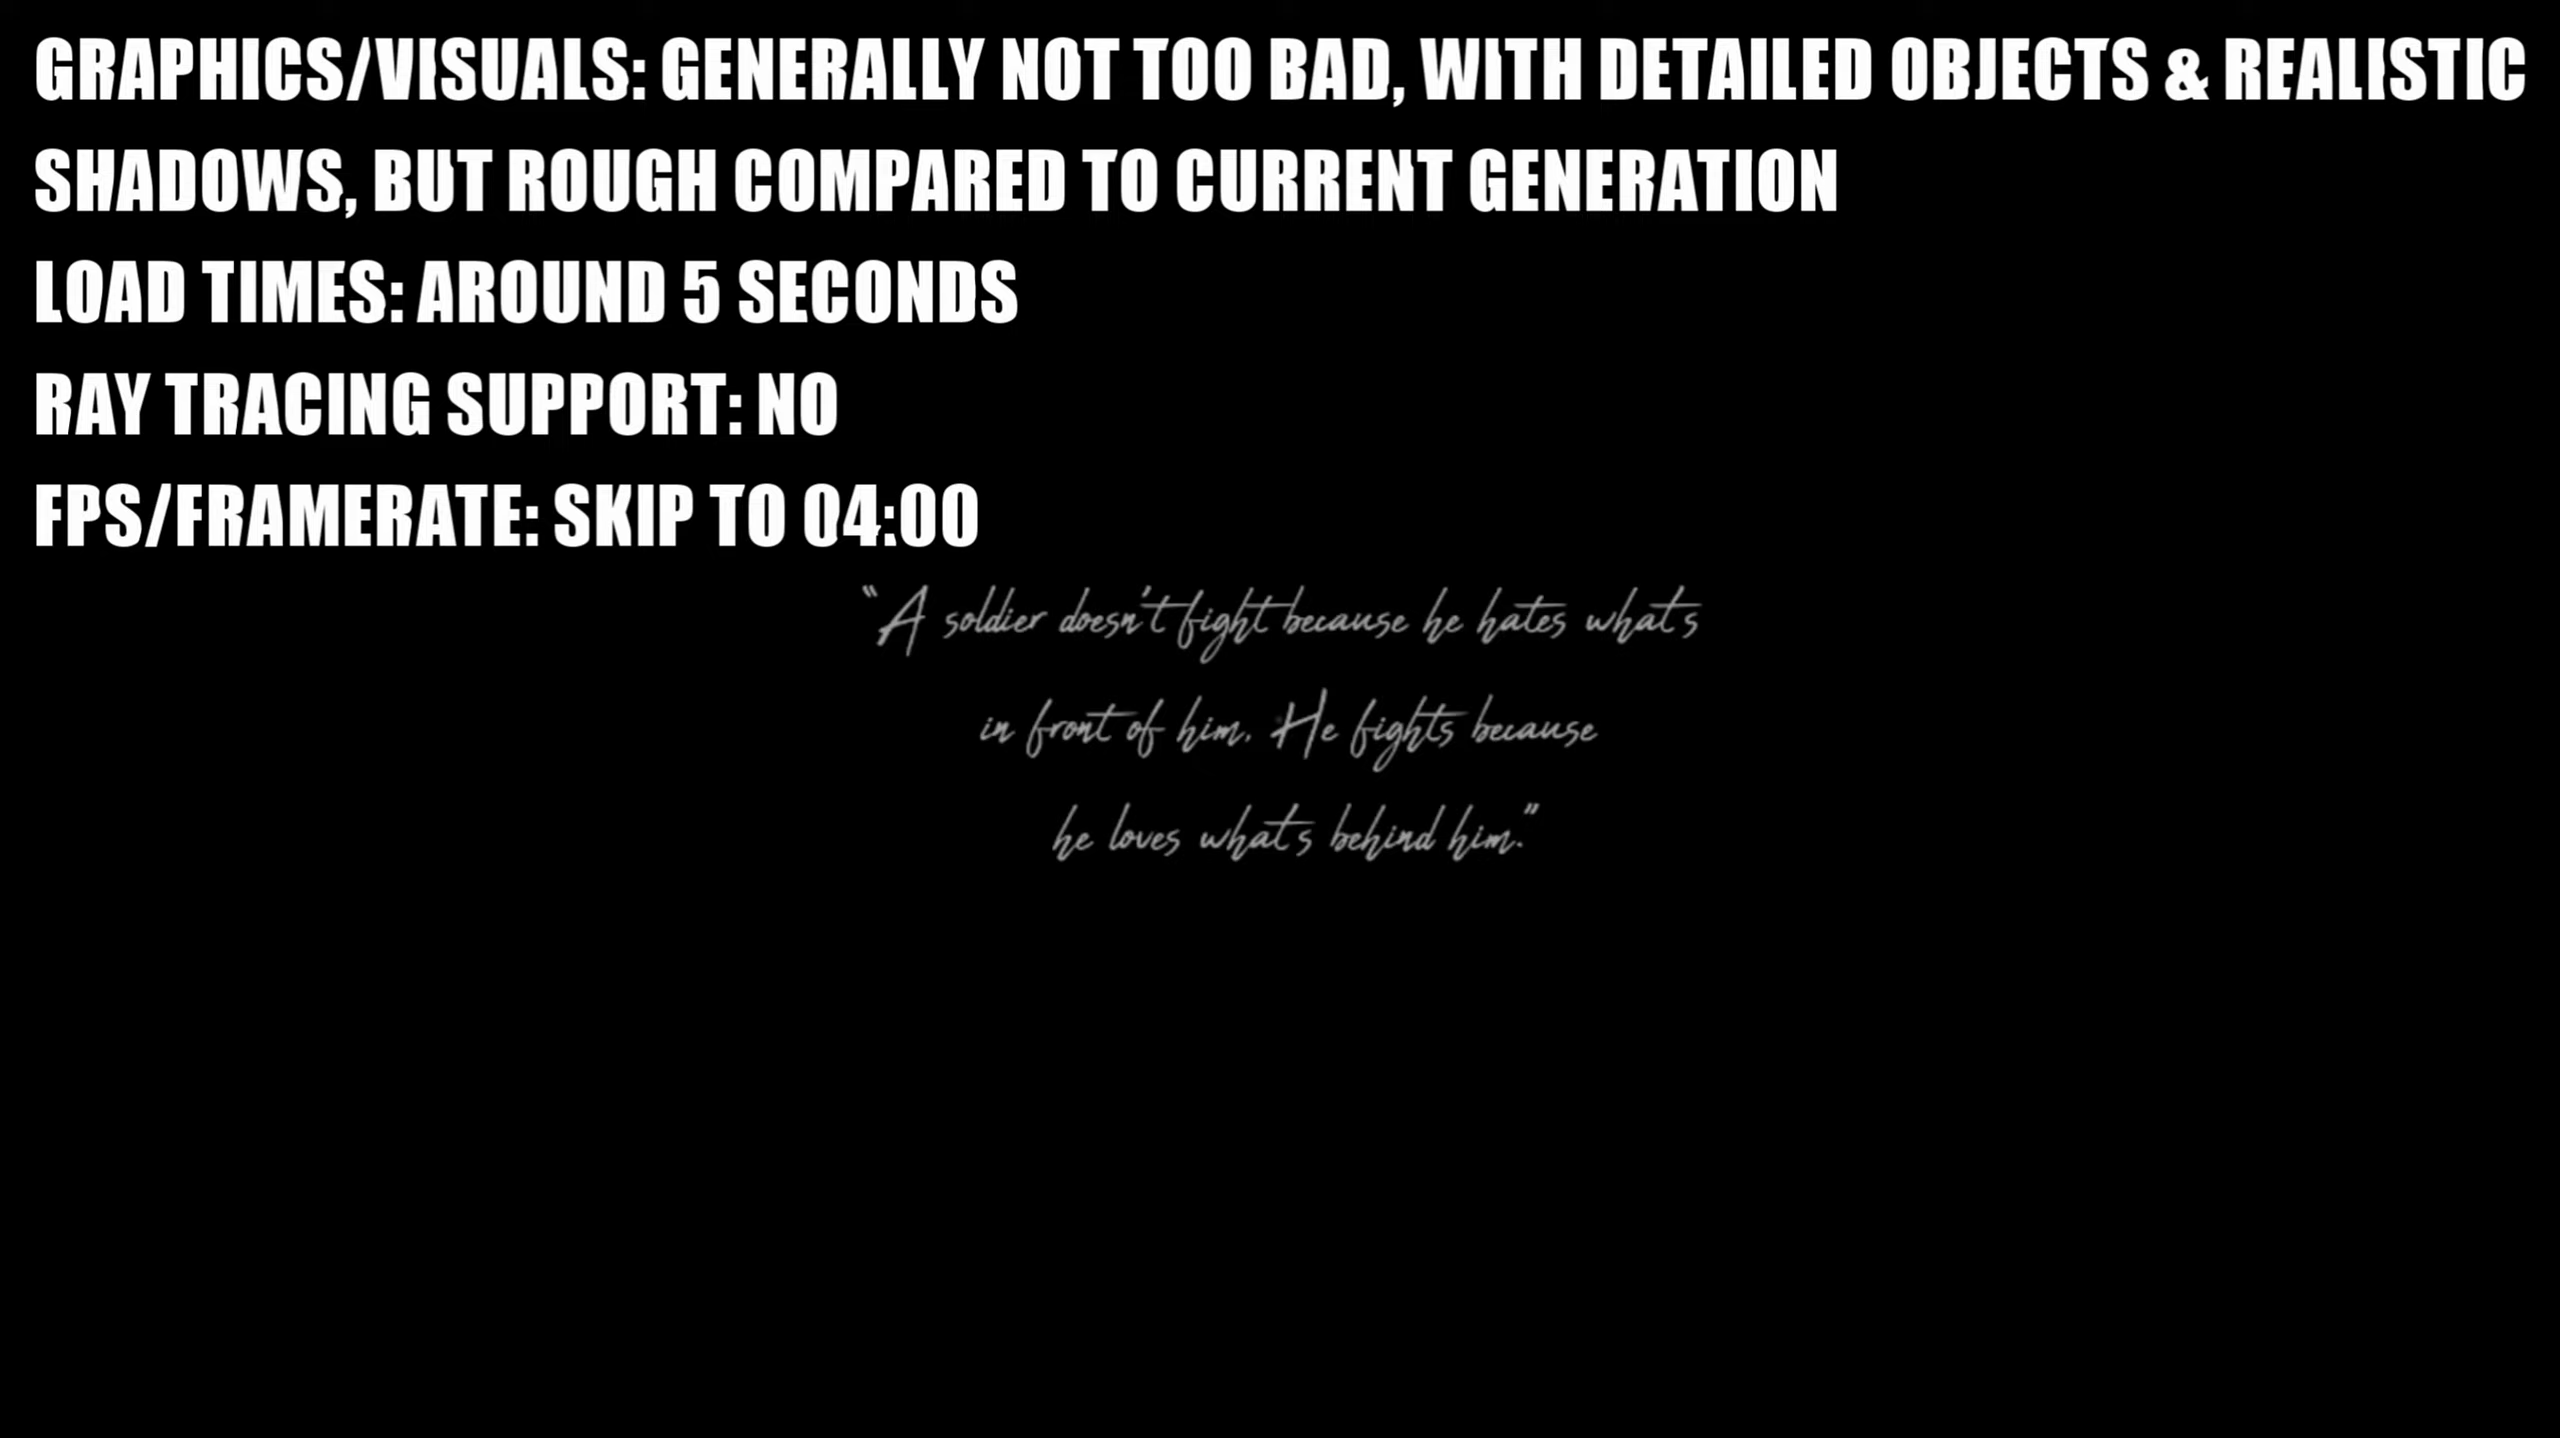 GRAPHICS/VISUALS: GENERALLY NOT TOO BAD, WITH DETAILED OBJECTS & REALISTIC
SHADOWS, BUT ROUGH COMPARED TO CURRENT GENERATION
LOAD TIMES: AROUND 5 SECONDS
RAY TRACING SUPPORT: NO
FPS/FRAMERATE: SKIP TO 04:00
"A soldier doesn't fight because he hates what's
in front of him. He fights because
he loves what's behind him."